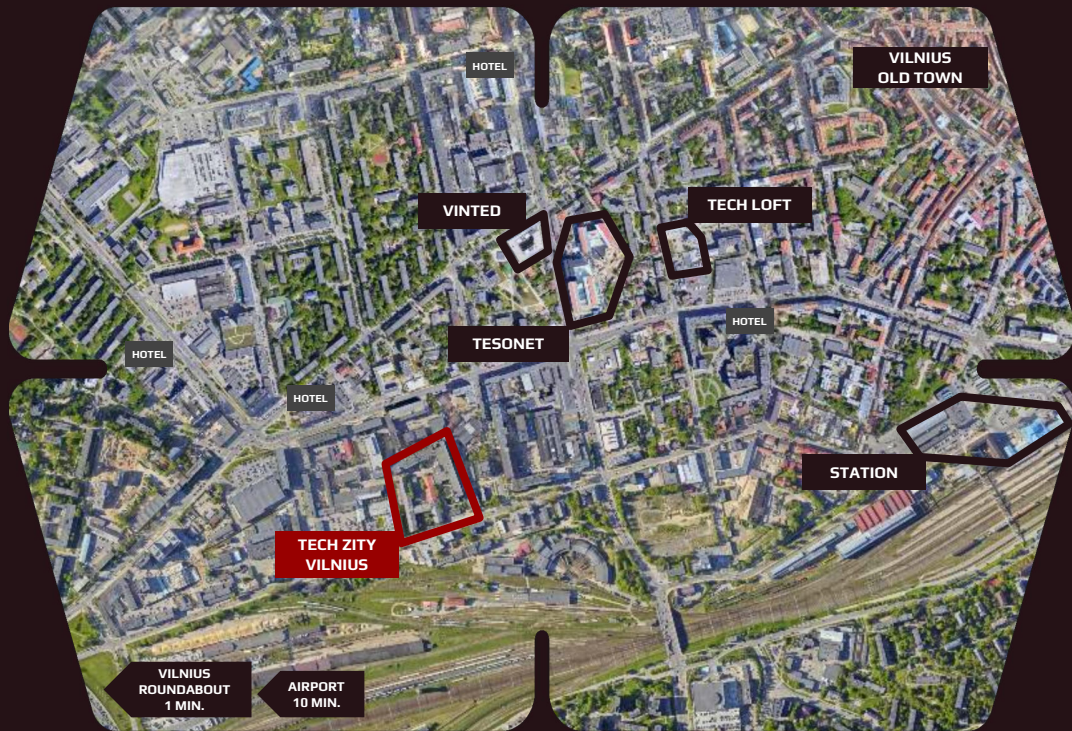 HOTEL
VILNIUS
OLD TOWN
VINTED
TECH LOFT
HOTEL
TESONET
HOTEL
HOTEL
STATION
TECH ZITY
VILNIUS
VILNIUS
ROUNDABOUT
1 MIN.
AIRPORT
10 MIN.